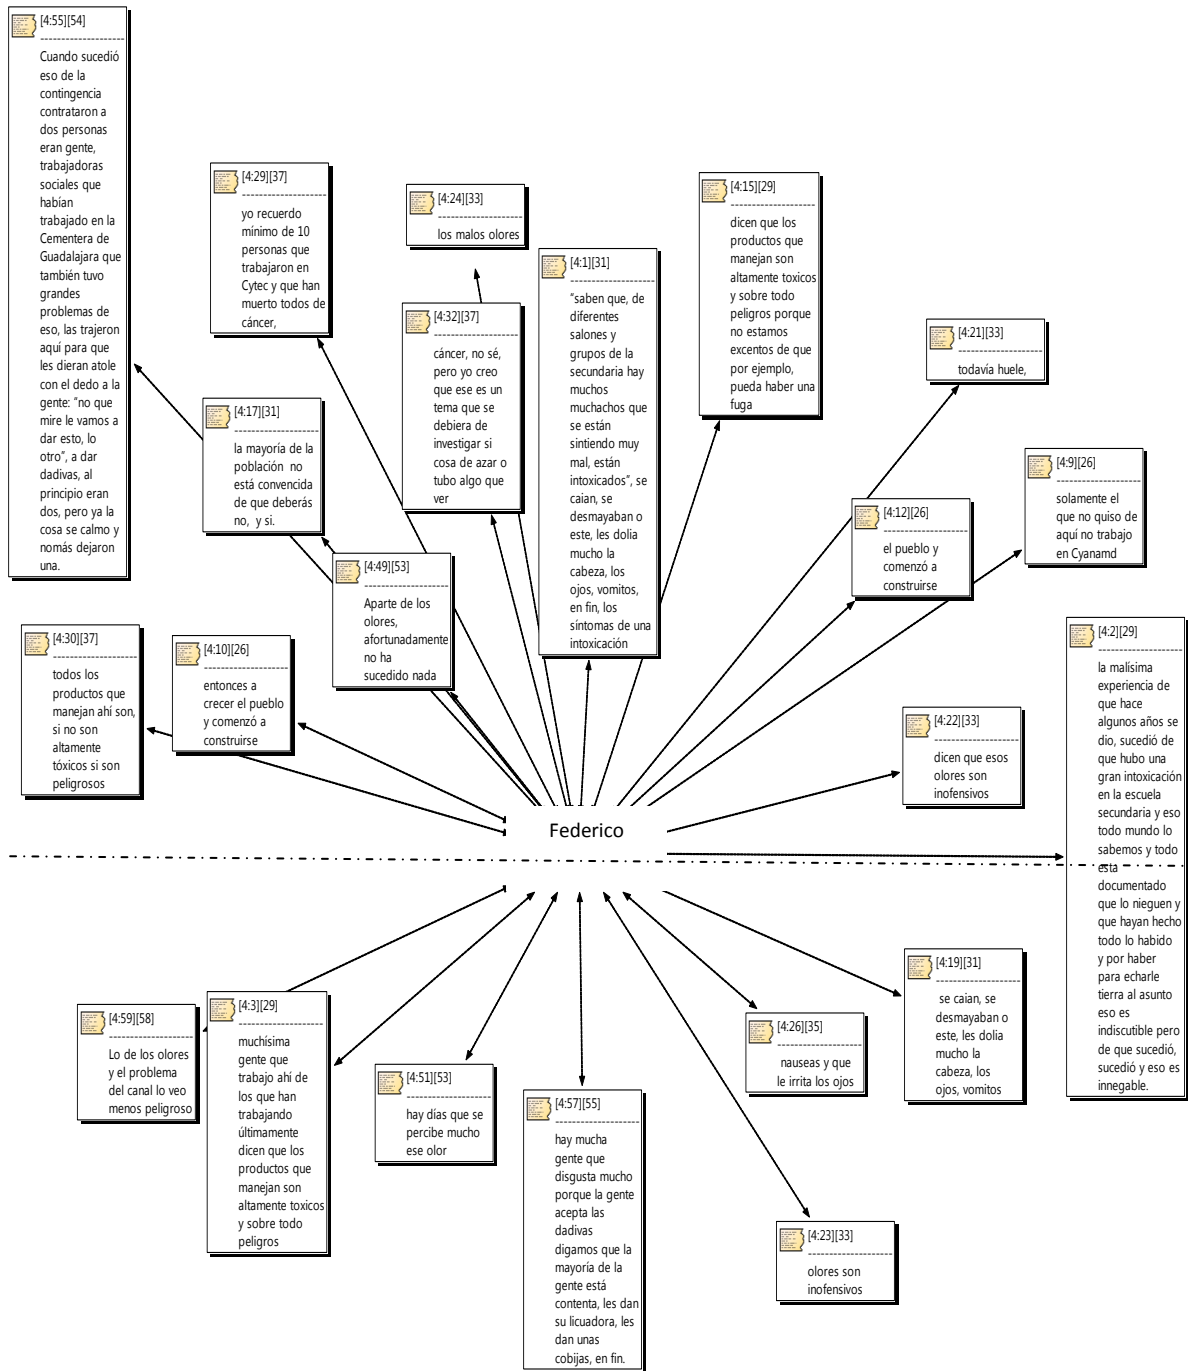 [4:55][54]
Cuando sucedió
eso de la
contingencia
contrataron a
dos personas
eran gente,
trabajadoras
sociales que
habían
trabajado en la
Cementera de
Guadalajara que
también tuvo
grandes
problemas de
eso, las trajeron
aquí para que
les dieran atole
con el dedo a la
gente: "no que
mire le vamos a
dar esto, lo
otro", a dar
dadivas, al
principio eran
dos, pero ya la
cosa se calmo y
nomás dejaron
una.
[4:29][37]
yo recuerdo
mínimo de 10
personas que
trabajaron en
Cytec y que han
muerto todos de
cáncer,
[4:24][33]
los malos olores
[4:15][29]
dicen que los
productos que
manejan son
altamente toxicos
y sobre todo
peligros porque
no estamos
excentos de que
por ejemplo,
pueda haber una
fuga
[4:1][31]
"saben que, de
diferentes
salones y
grupos de la
secundaria hay
muchos
muchachos que
se están
sintiendo muy
mal, están
intoxicados", se
caian, se
desmayaban o
este, les dolia
mucho la
cabeza, los
ojos, vomitos,
en fin, los
síntomas de una
intoxicación
[4:32][37]
cáncer, no sé,
pero yo creo
que ese es un
tema que se
debiera de
investigar si
cosa de azar o
tubo algo que
ver
[4:21][33]
todavía huele,
[4:17][31]
la mayoría de la
población no
está convencida
de que deberás
no, y si.
[4:9][26]
solamente el
que no quiso de
aquí no trabajo
en Cyanamd
[4:12][26]
el pueblo y
comenzó a
construirse
[4:49][53]
Aparte de los
olores,
afortunadamente
no ha
sucedido nada
[4:30][37]
todos los
productos que
manejan ahí son,
si no son
altamente
tóxicos si son
peligrosos
[4:10][26]
entonces a
crecer el pueblo
y comenzó a
construirse
[4:2][29]
la malísima
experiencia de
que hace
algunos años se
dio, sucedió de
que hubo una
gran intoxicación
en la escuela
secundaria y eso
todo mundo lo
sabemos y todo
esta
documentado
que lo nieguen y
que hayan hecho
todo lo habido
y por haber
para echarle
tierra al asunto
eso es
indiscutible pero
de que sucedió,
sucedió y eso es
innegable.
[4:22][33]
dicen que esos
olores son
inofensivos
Federico
[4:19][31]
se caian, se
desmayaban o
este, les dolia
mucho la
cabeza, los
ojos, vomitos
[4:59][58]
Lo de los olores
y el problema
del canal lo veo
menos peligroso
[4:3][29]
muchísima
gente que
trabajo ahí de
los que han
trabajando
últimamente
dicen que los
productos que
manejan son
altamente toxicos
y sobre todo
peligros
[4:51][53]
hay días que se
percibe mucho
ese olor
[4:26][35]
nauseas y que
le irrita los ojos
[4:57][55]
hay mucha
gente que
disgusta mucho
porque la gente
acepta las
dadivas
digamos que la
mayoría de la
gente está
contenta, les dan
su licuadora, les
dan unas
cobijas, en fin.
[4:23][33]
olores son
inofensivos